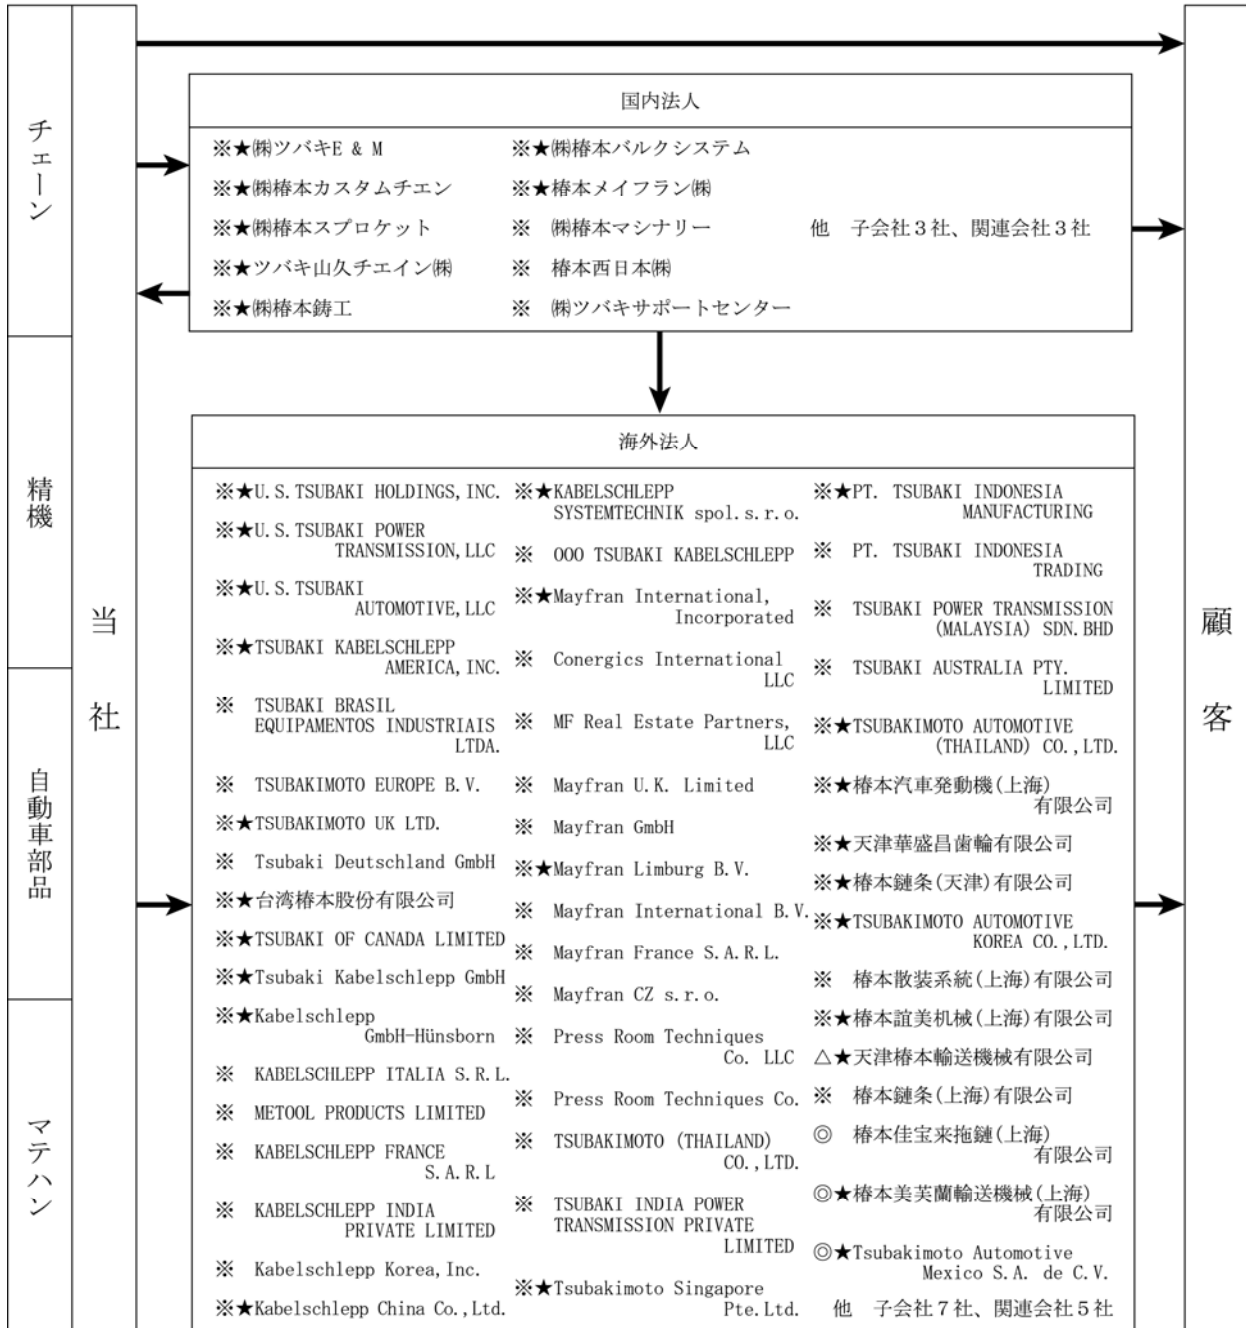 チェーン
精機
自動車部品
マテハン
当社
国内法人
※★㈱ツバキE & M
※★㈱椿本カスタムチエン
※★㈱椿本スプロケット
※★ツバキ山久チエイン㈱
※★㈱椿本鋳工
※★㈱椿本バルクシステム
※★椿本メイフラン㈱
※　㈱椿本マシナリー
※　椿本西日本㈱
※　㈱ツバキサポートセンター
他　子会社３社、関連会社３社
海外法人
※★U.S.TSUBAKI HOLDINGS,INC.
※★U.S.TSUBAKI POWER
TRANSMISSION,LLC
※★U.S.TSUBAKI
AUTOMOTIVE,LLC
※★TSUBAKI KABELSCHLEPP
AMERICA,INC.
※　TSUBAKI BRASIL
EQUIPAMENTOS INDUSTRIAIS
LTDA.
※　TSUBAKIMOTO EUROPE B.V.
※★TSUBAKIMOTO UK LTD.
※　Tsubaki Deutschland GmbH
※★台湾椿本股份有限公司
※★TSUBAKI OF CANADA LIMITED
※★Tsubaki Kabelschlepp GmbH
※★Kabelschlepp
GmbH-Hünsborn
※　KABELSCHLEPP ITALIA S.R.L.
※　METOOL PRODUCTS LIMITED
※　KABELSCHLEPP FRANCE
S.A.R.L
※　KABELSCHLEPP INDIA
PRIVATE LIMITED
※　Kabelschlepp Korea,Inc.
※★Kabelschlepp China Co.,Ltd.
※★KABELSCHLEPP
SYSTEMTECHNIK spol.s.r.o.
※　OOO TSUBAKI KABELSCHLEPP
※★Mayfran International,
Incorporated
※　Conergics International
LLC
※　MF Real Estate Partners,
LLC
※　Mayfran U.K. Limited
※　Mayfran GmbH
※★Mayfran Limburg B.V.
※　Mayfran International B.V.
※　Mayfran France S.A.R.L.
※　Mayfran CZ s.r.o.
※　Press Room Techniques
Co. LLC
※　Press Room Techniques Co.
※　TSUBAKIMOTO (THAILAND)
CO.,LTD.
※　TSUBAKI INDIA POWER
TRANSMISSION PRIVATE
LIMITED
※★Tsubakimoto Singapore
Pte.Ltd.
※★PT. TSUBAKI INDONESIA
MANUFACTURING
※　PT. TSUBAKI INDONESIA
TRADING
※　TSUBAKI POWER TRANSMISSION
(MALAYSIA) SDN.BHD
※　TSUBAKI AUSTRALIA PTY.
LIMITED
※★TSUBAKIMOTO AUTOMOTIVE
(THAILAND) CO.,LTD.
※★椿本汽車発動機(上海)
有限公司
※★天津華盛昌歯輪有限公司
※★椿本鏈条(天津)有限公司
※★TSUBAKIMOTO AUTOMOTIVE
KOREA CO.,LTD.
※　椿本散装系統(上海)有限公司
※★椿本誼美机械(上海)有限公司
△★天津椿本輸送機械有限公司
※　椿本鏈条(上海)有限公司
◎　椿本佳宝来拖鏈(上海)
有限公司
◎★椿本美芙蘭輸送機械(上海)
有限公司
◎★Tsubakimoto Automotive
Mexico S.A. de C.V.
他　子会社７社、関連会社５社
顧客